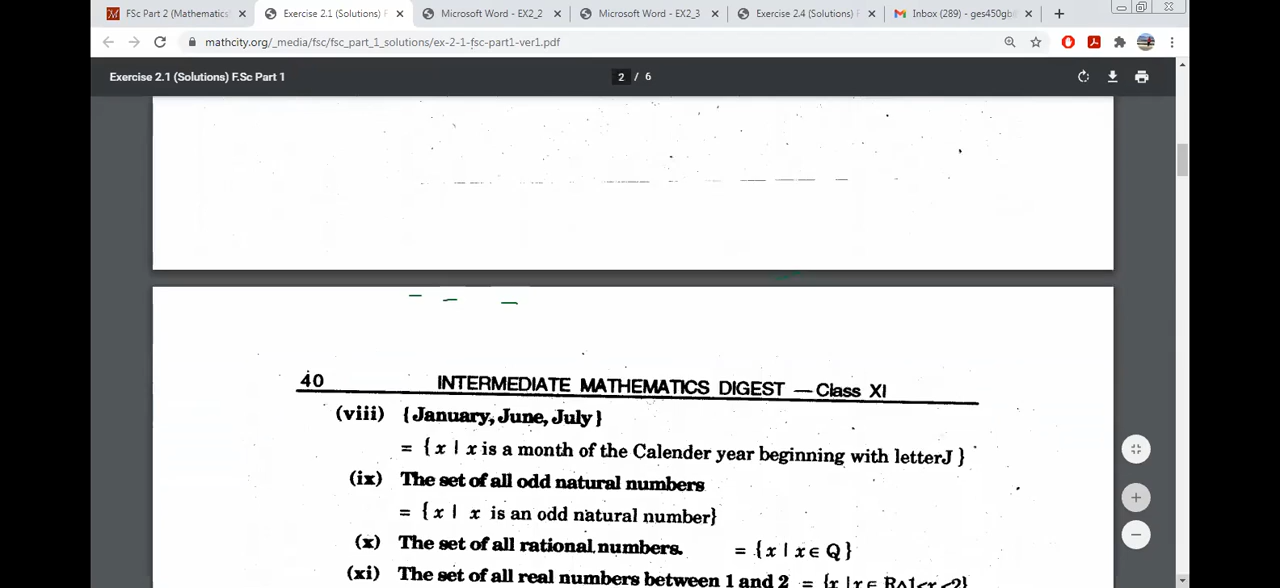 FSc Part 2 (Mathematics
Exercise 2.1 (Solutions) F
Microsoft Word - EX2_2
Microsoft Word - EX2_3
Exercise 2.4 (Solutions) F
Inbox (289) - ges450gb
mathcity.org/_media/fsc/fsc_part_1_solutions/ex-2-1-fsc-part1-ver1.pdf
Exercise 2.1 (Solutions) F.Sc Part 1
2 / 6
40 INTERMEDIATE MATHEMATICS DIGEST — Class XI
(viii) {January, June, July}
= { x | x is a month of the Calender year beginning with letterJ }
(ix) The set of all odd natural numbers
= { x | x is an odd natural number}
(x) The set of all rational numbers. = { x | x ∈ Q }
(xi) The set of all real numbers between 1 and 2 = {x | x ∈ R∧1<x<2}